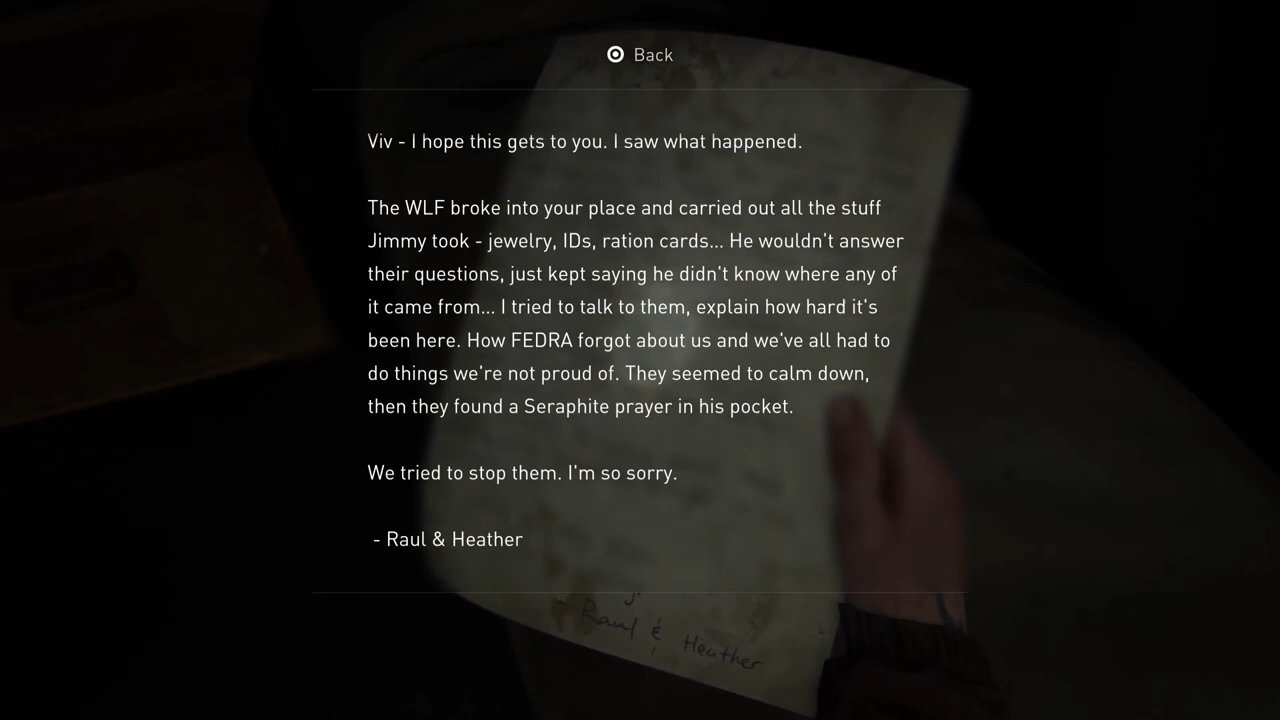 Back
Viv - I hope this gets to you. I saw what happened.
The WLF broke into your place and carried out all the stuff
Jimmy took - jewelry, IDs, ration cards... He wouldn't answer
their questions, just kept saying he didn't know where any of
it came from... I tried to talk to them, explain how hard it's
been here. How FEDRA forgot about us and we've all had to
do things we're not proud of. They seemed to calm down,
then they found a Seraphite prayer in his pocket.
We tried to stop them. I'm so sorry.
- Raul & Heather
Raul & Heather